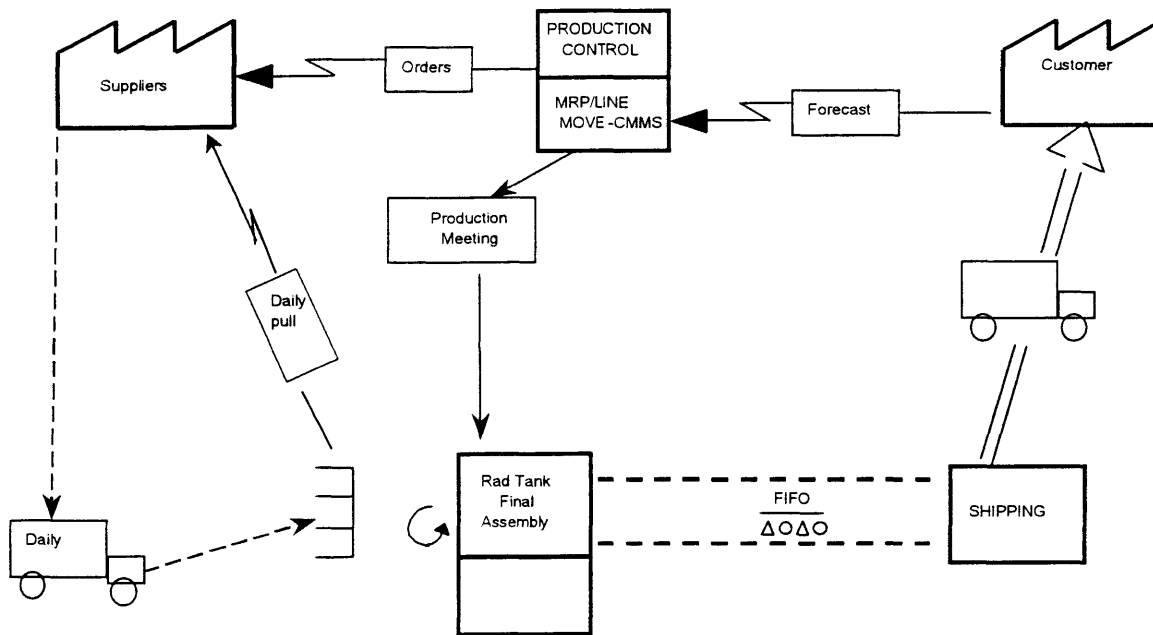 PRODUCTION
CONTROL
Suppliers
Orders
MRP/LINE
MOVE-CMMS
Forecast
Customer
Production
Meeting
Daily
pull
Daily
Rad Tank
Final
Assembly
FIFO
SHIPPING